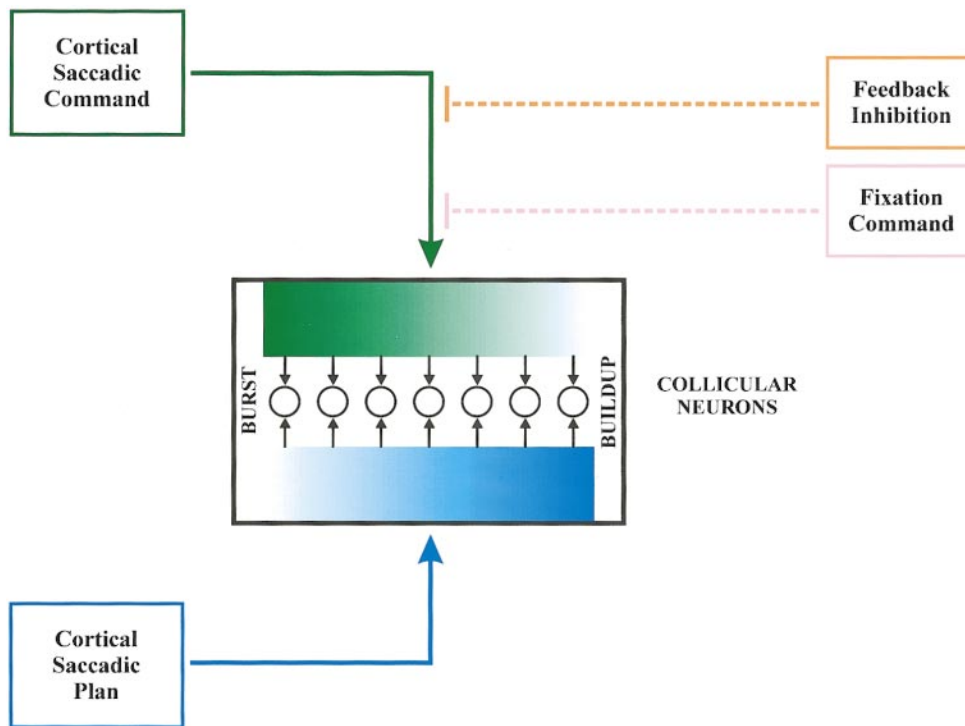 Cortical
Saccadic
Command
Feedback
Inhibition
Fixation
Command
BURST
BUILDUP
COLLICULAR
NEURONS
Cortical
Saccadic
Plan